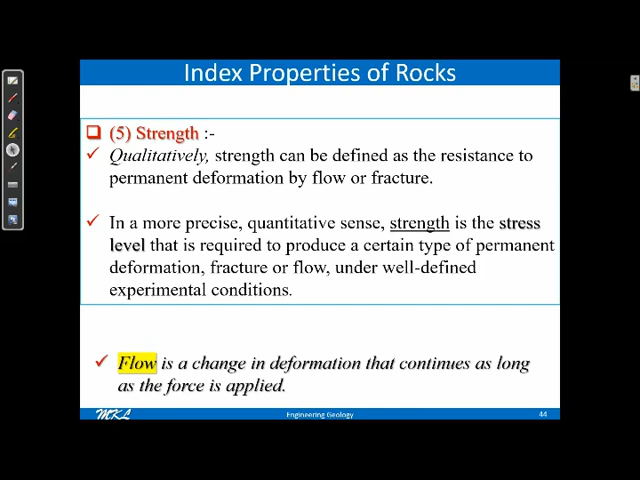 Index Properties of Rocks
(5) Strength :-
Qualitatively, strength can be defined as the resistance to
permanent deformation by flow or fracture.
In a more precise, quantitative sense, strength is the stress
level that is required to produce a certain type of permanent
deformation, fracture or flow, under well-defined
experimental conditions.
Flow is a change in deformation that continues as long
as the force is applied.
MKL Engineering Geology 44